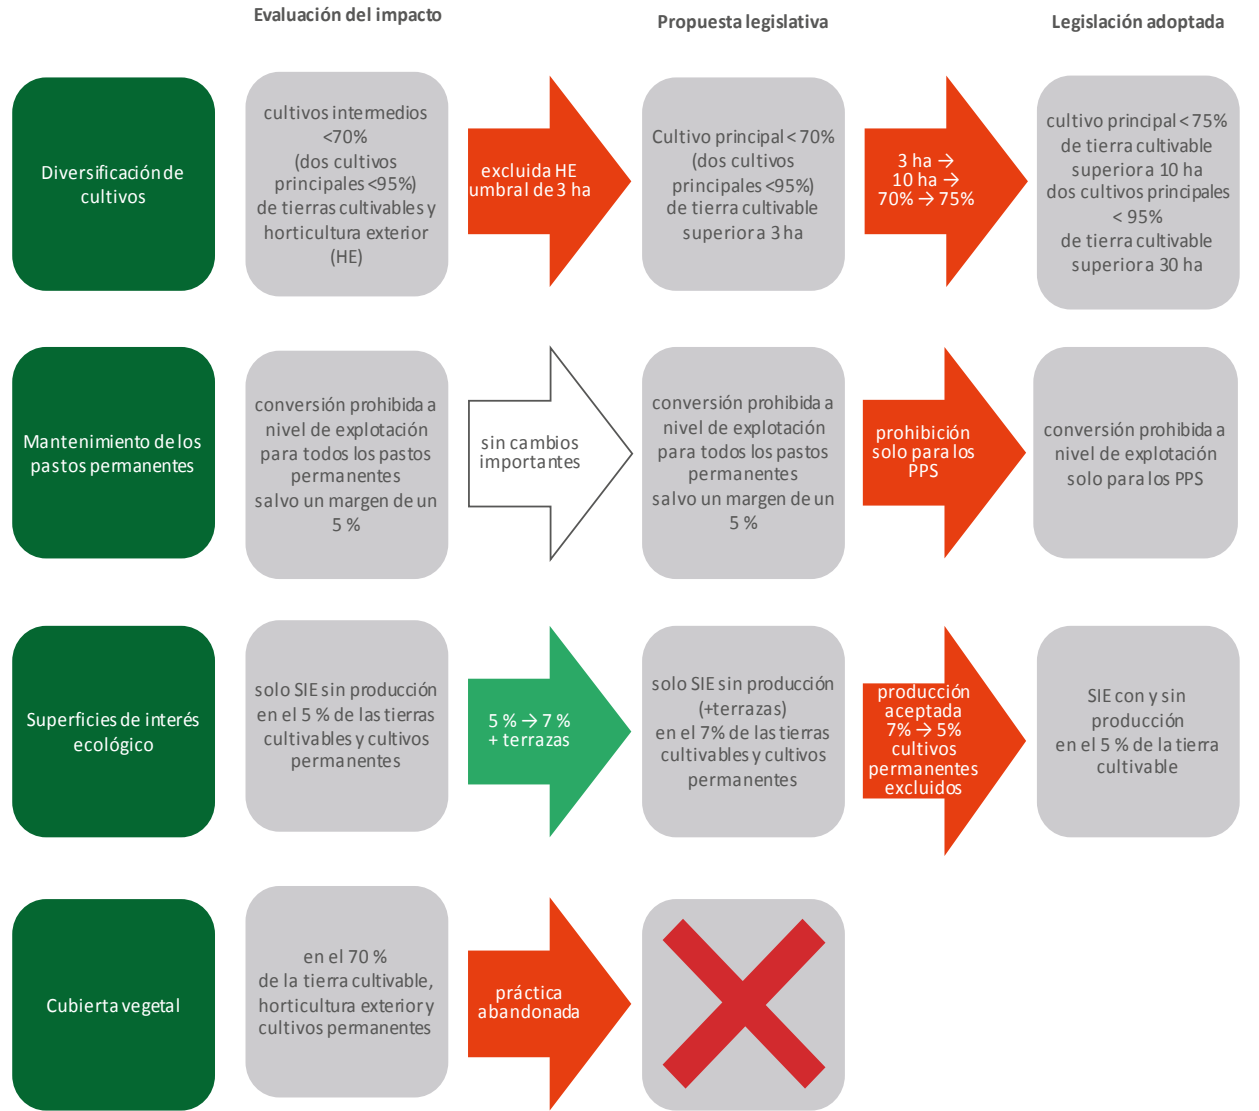 Evaluación del impacto
Propuesta legislativa
Legislación adoptada
Diversificación de
cultivos
cultivos intermedios
<70%
(dos cultivos
principales <95%)
de tierras cultivables y
horticultura exterior
(HE)
excluida HE
umbral de 3 ha
Cultivo principal < 70%
(dos cultivos
principales <95%)
de tierra cultivable
superior a 3 ha
3 ha →
10 ha →
70% → 75%
cultivo principal < 75%
de tierra cultivable
superior a 10 ha
dos cultivos principales
< 95%
de tierra cultivable
superior a 30 ha
Mantenimiento de los
pastos permanentes
conversión prohibida a
nivel de explotación
para todos los pastos
permanentes
salvo un margen de un
5 %
sin cambios
importantes
conversión prohibida a
nivel de explotación
para todos los pastos
permanentes
salvo un margen de un
5 %
prohibición
solo para los
PPS
conversión prohibida a
nivel de explotación
solo para los PPS
Superficies de interés
ecológico
solo SIE sin producción
en el 5 % de las tierras
cultivables y cultivos
permanentes
5 % → 7 %
+ terrazas
solo SIE sin producción
(+terrazas)
en el 7% de las tierras
cultivables y cultivos
permanentes
producción
aceptada
7% → 5%
cultivos
permanentes
excluidos
SIE con y sin
producción
en el 5 % de la tierra
cultivable
Cubierta vegetal
en el 70 %
de la tierra cultivable,
horticultura exterior y
cultivos permanentes
práctica
abandonada